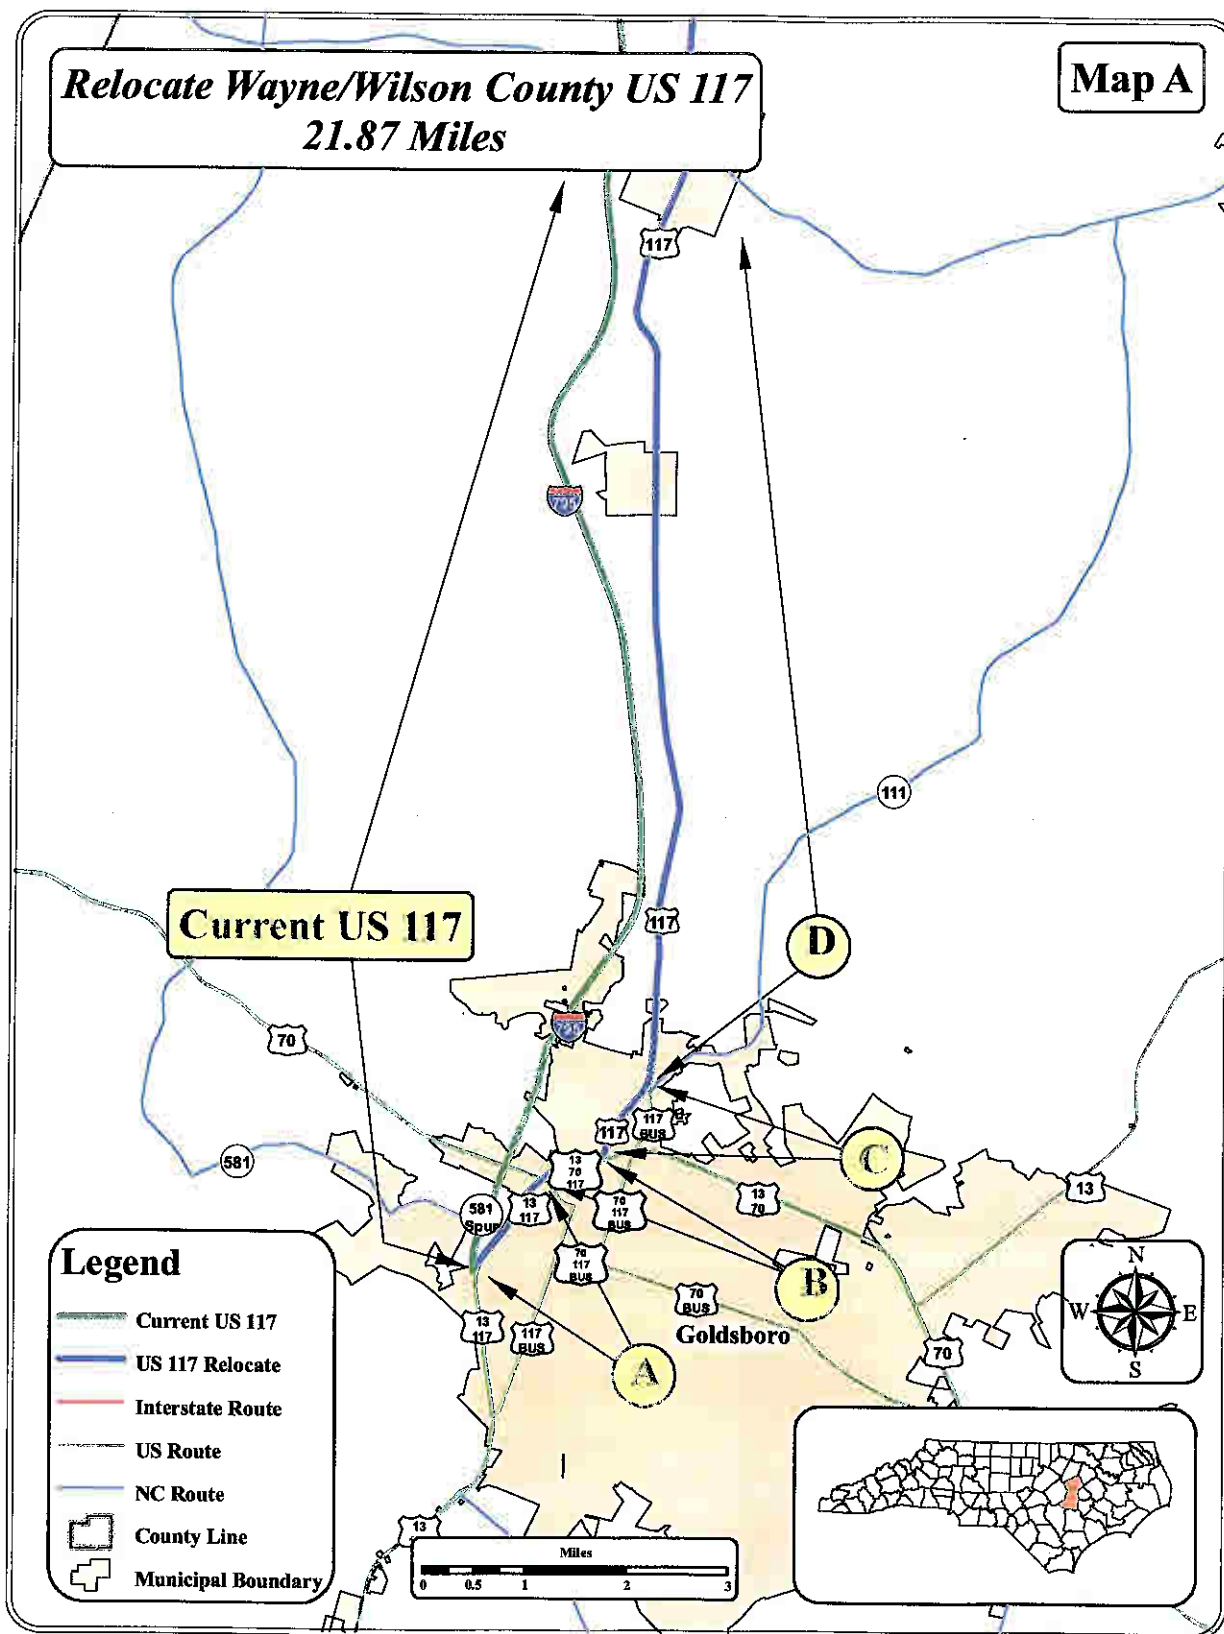 Relocate Wayne/Wilson County US 117
21.87 Miles
Map A
117
795
111
Current US 117
117
D
70
795
117
117
BUS
C
581
13
70
117
13
70
13
581
Spur
13
117
70
117
BUS
B
70
117
BUS
70
BUS
Goldsboro
13
117
117
BUS
A
70
N
W
E
S
Legend
Current US 117
US 117 Relocate
Interstate Route
US Route
NC Route
County Line
Municipal Boundary
13
Miles
0 0.5 1 2 3